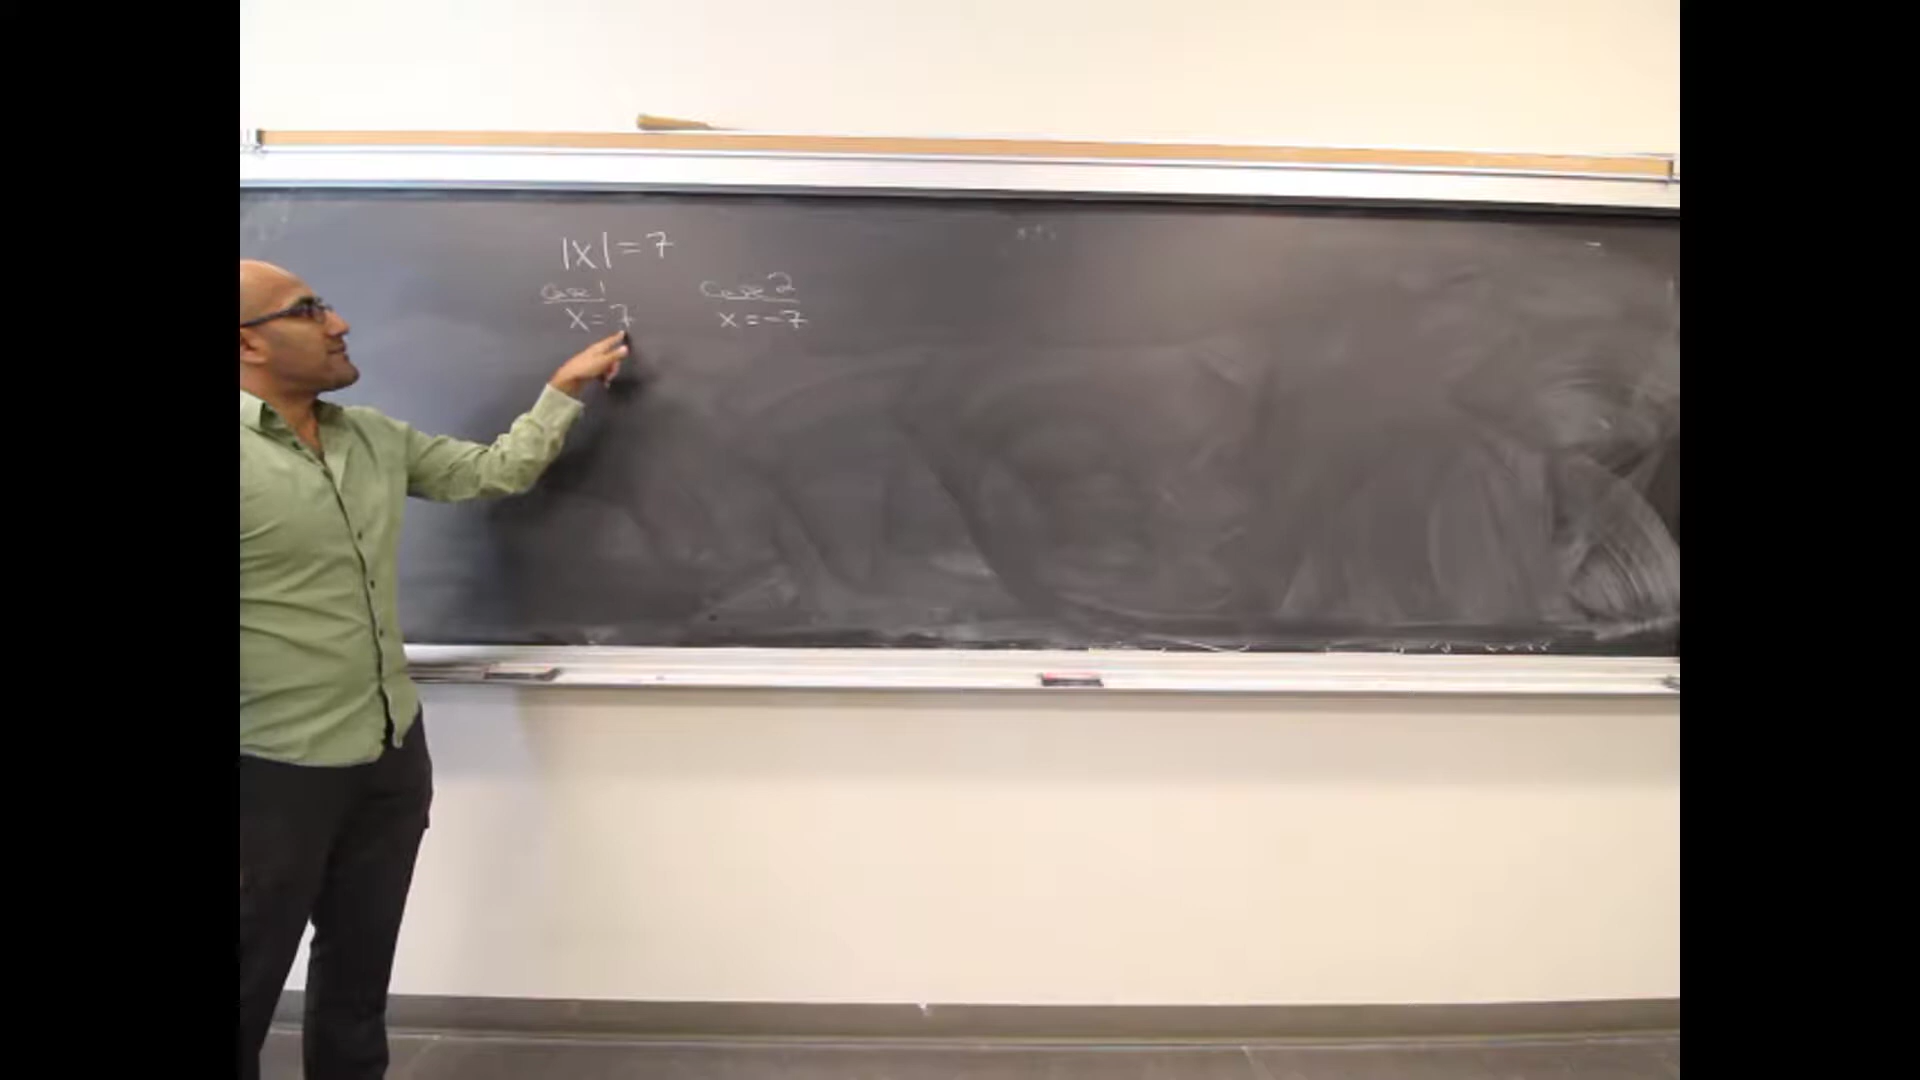 |x| = 7
Case 1 Case 2
x = 7 x = -7